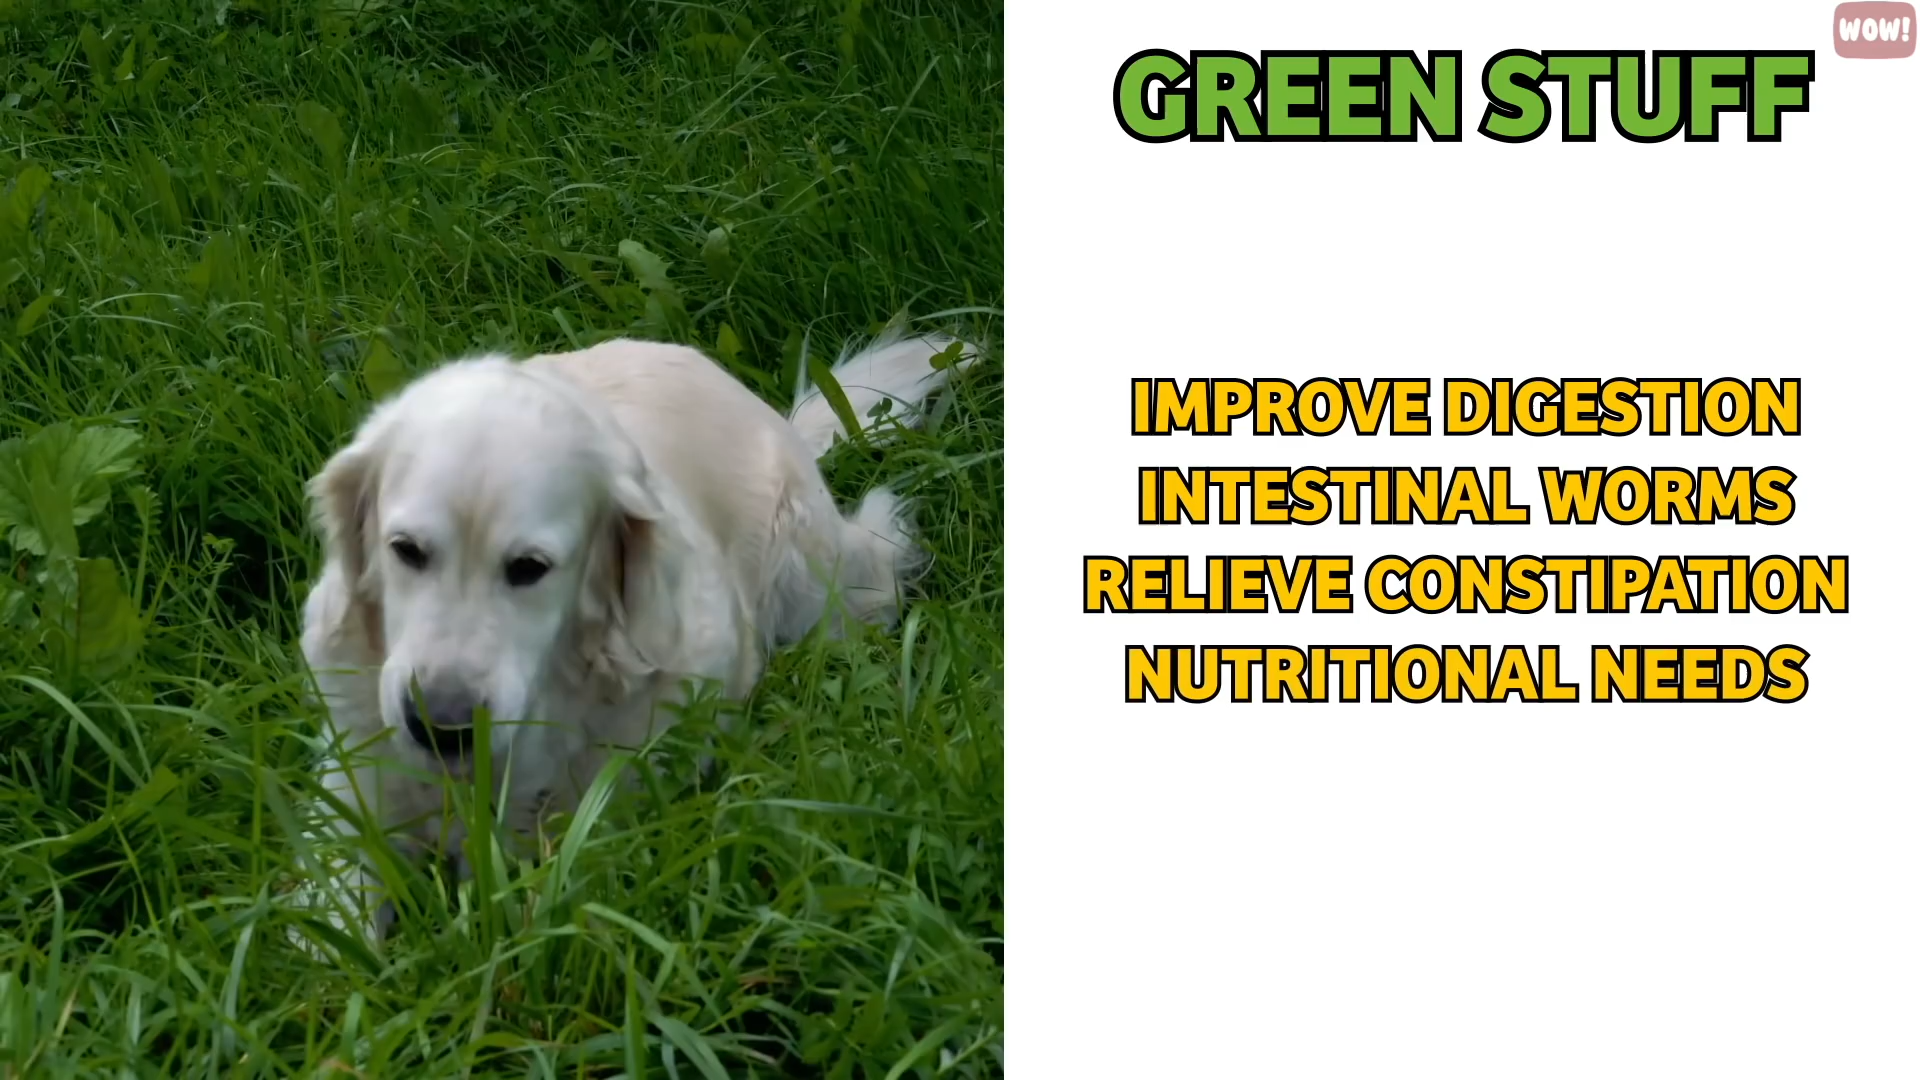 WOW!
GREEN STUFF
IMPROVE DIGESTION
INTESTINAL WORMS
RELIEVE CONSTIPATION
NUTRITIONAL NEEDS